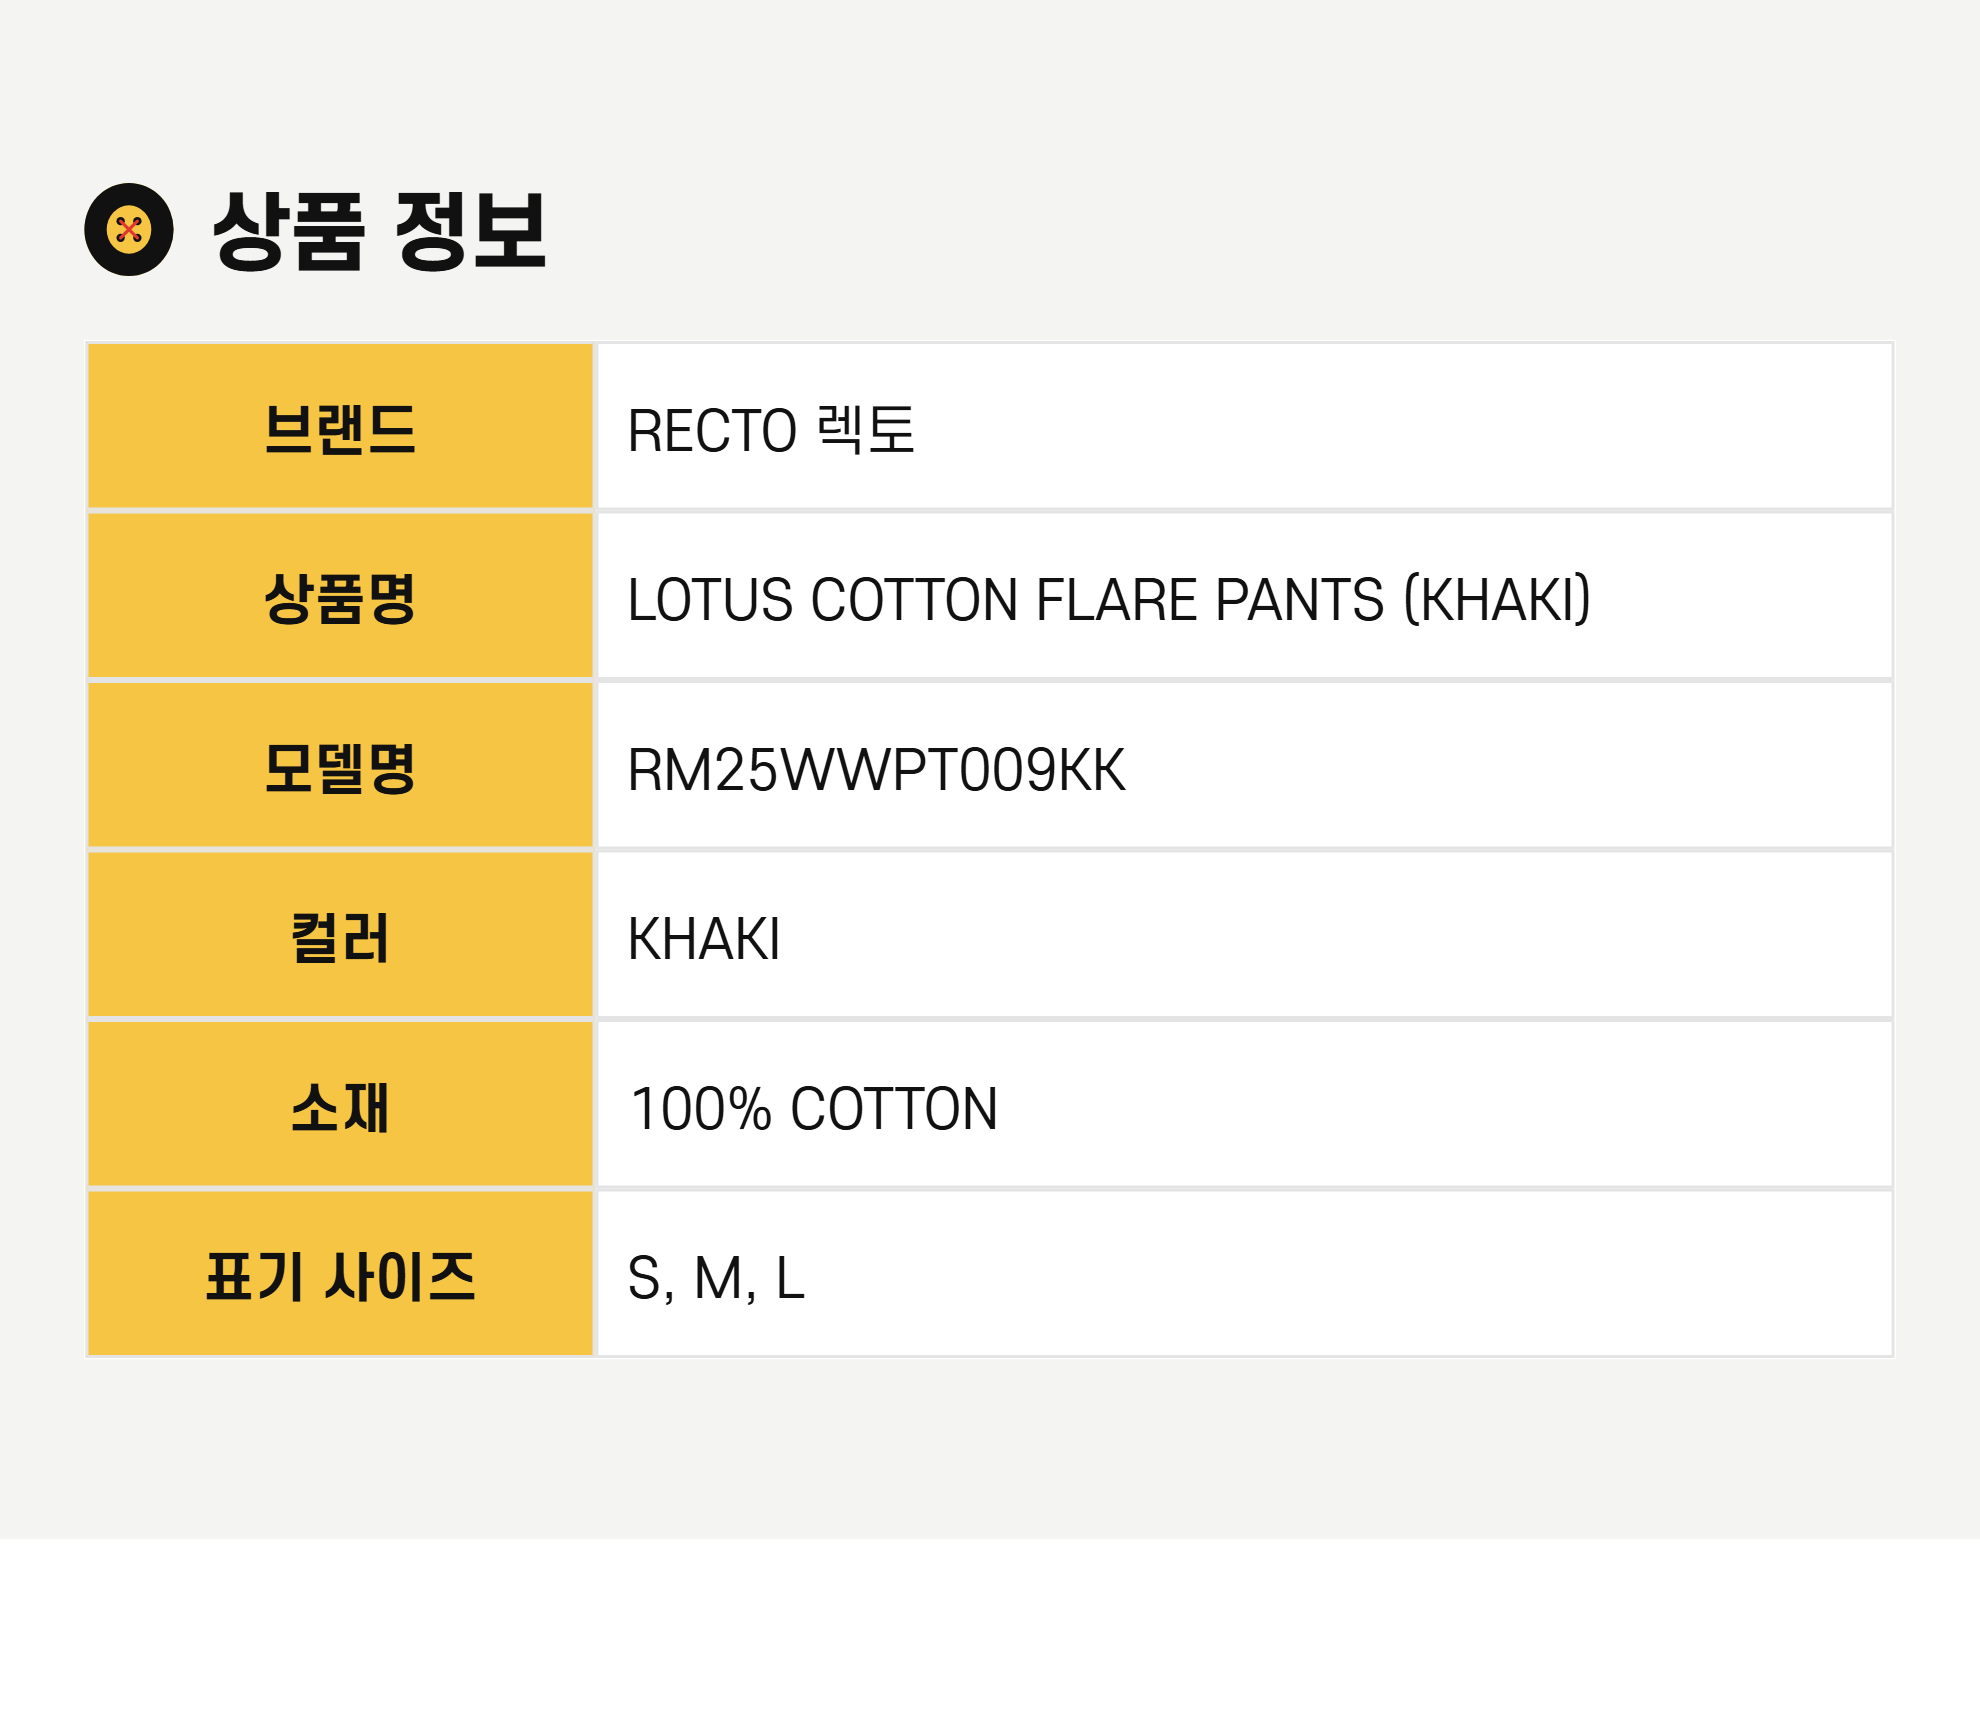 상품 정보
브랜드 RECTO 렉토
상품명 LOTUS COTTON FLARE PANTS (KHAKI)
모델명 RM25WWPT009KK
컬러 KHAKI
소재 100% COTTON
표기 사이즈 S, M, L